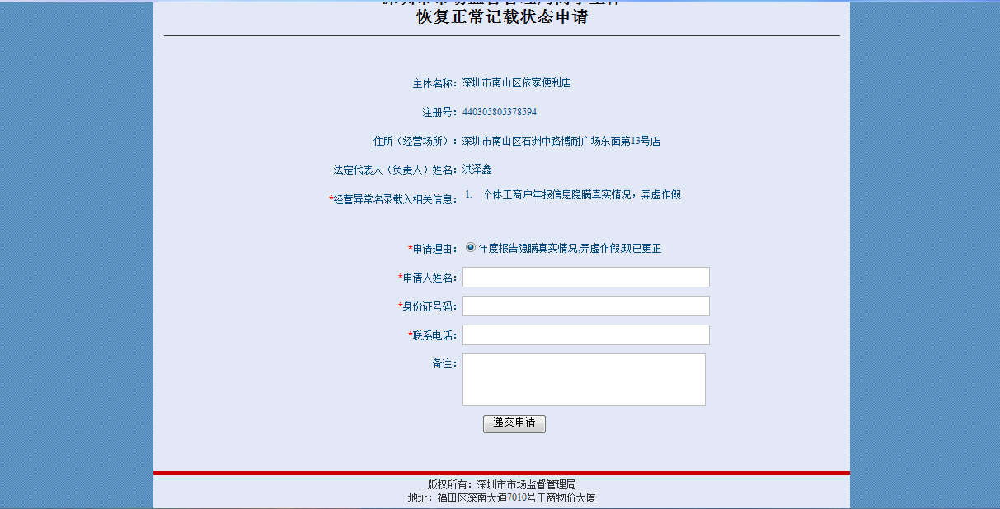 恢复正常记载状态申请
主体名称： 深圳市南山区依家便利店
注册号： 440305805378594
住所（经营场所）： 深圳市南山区石洲中路博耐广场东面第13号店
法定代表人（负责人）姓名： 洪泽鑫
*经营异常名录载入相关信息： 1. 个体工商户年报信息隐瞒真实情况，弄虚作假
*申请理由： 年度报告隐瞒真实情况,弄虚作假,现已更正
*申请人姓名：
*身份证号码：
*联系电话：
备注：
递交申请
版权所有：深圳市市场监督管理局
地址：福田区深南大道7010号工商物价大厦